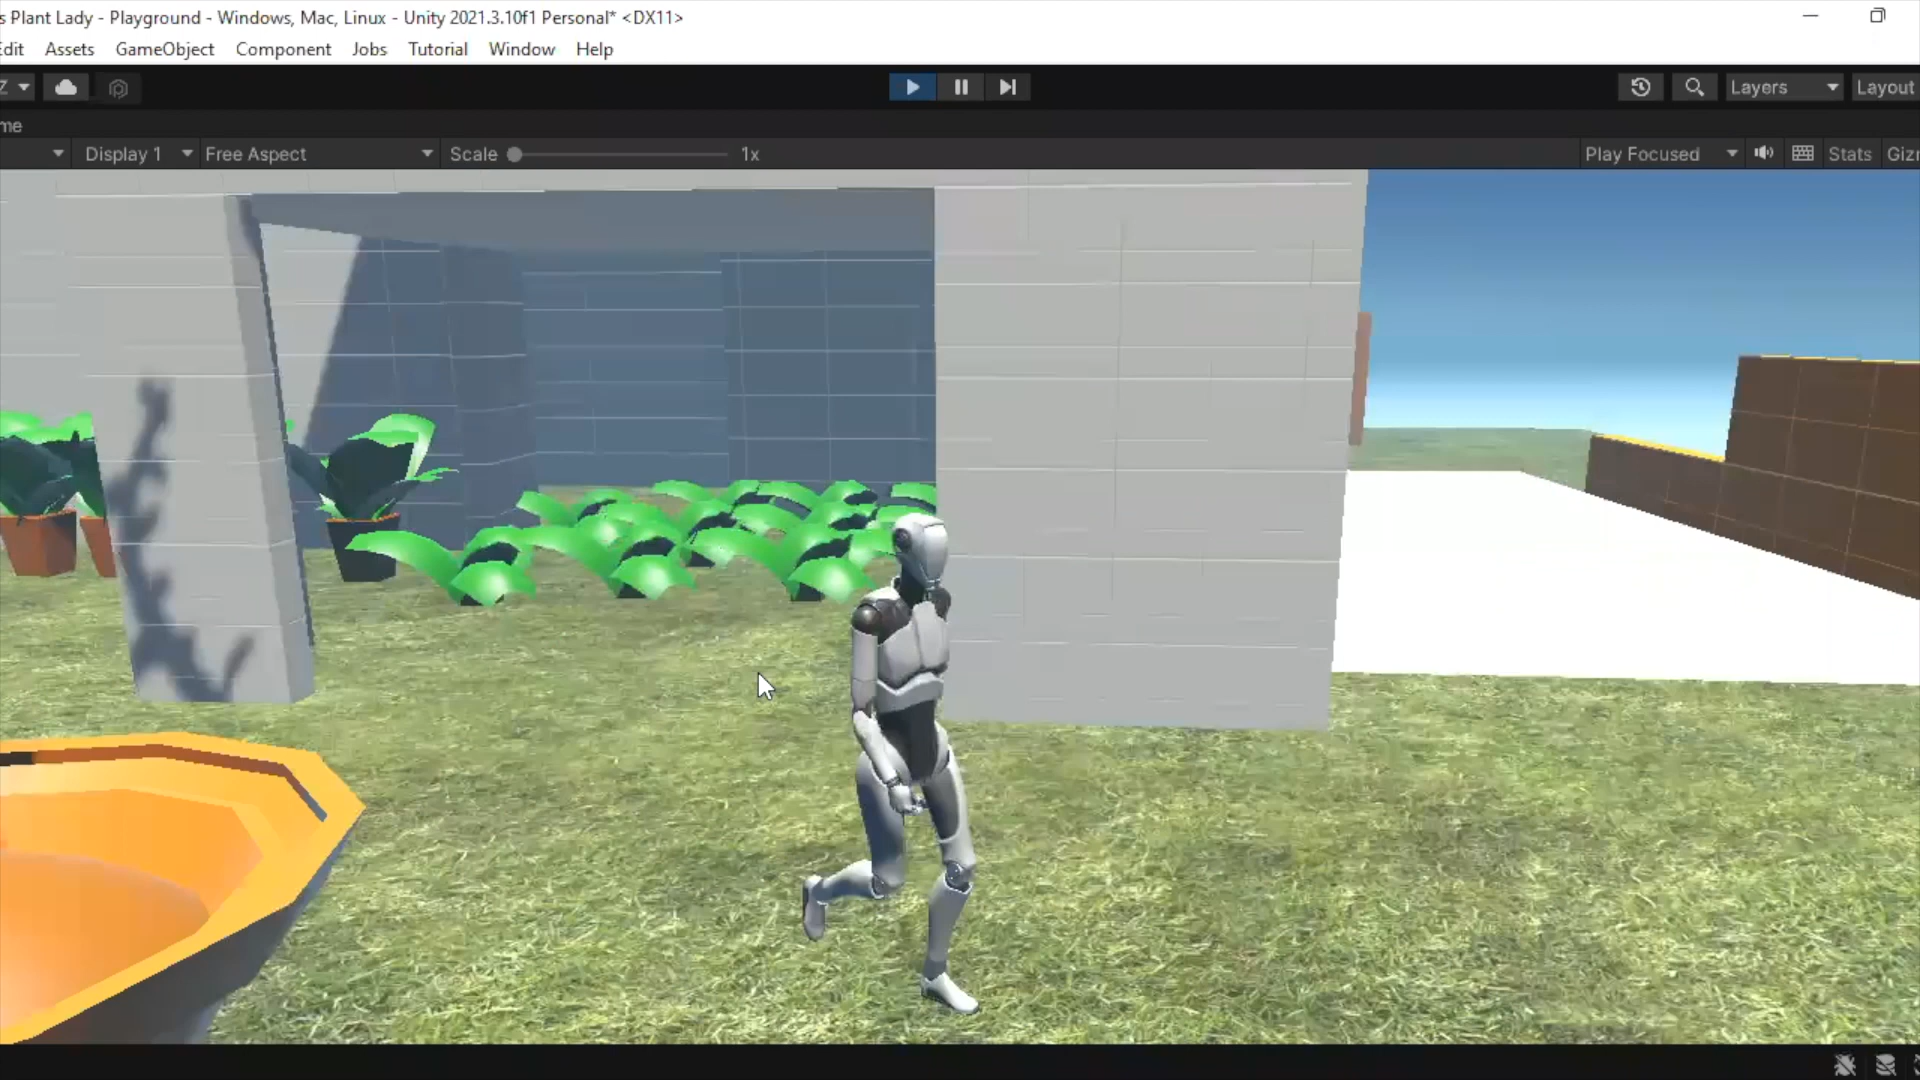 s Plant Lady - Playground - Windows, Mac, Linux - Unity 2021.3.10f1 Personal* <DX11>
Edit Assets GameObject Component Jobs Tutorial Window Help
Layers Layout
me
Display 1 Free Aspect Scale 1x Play Focused Stats Giz